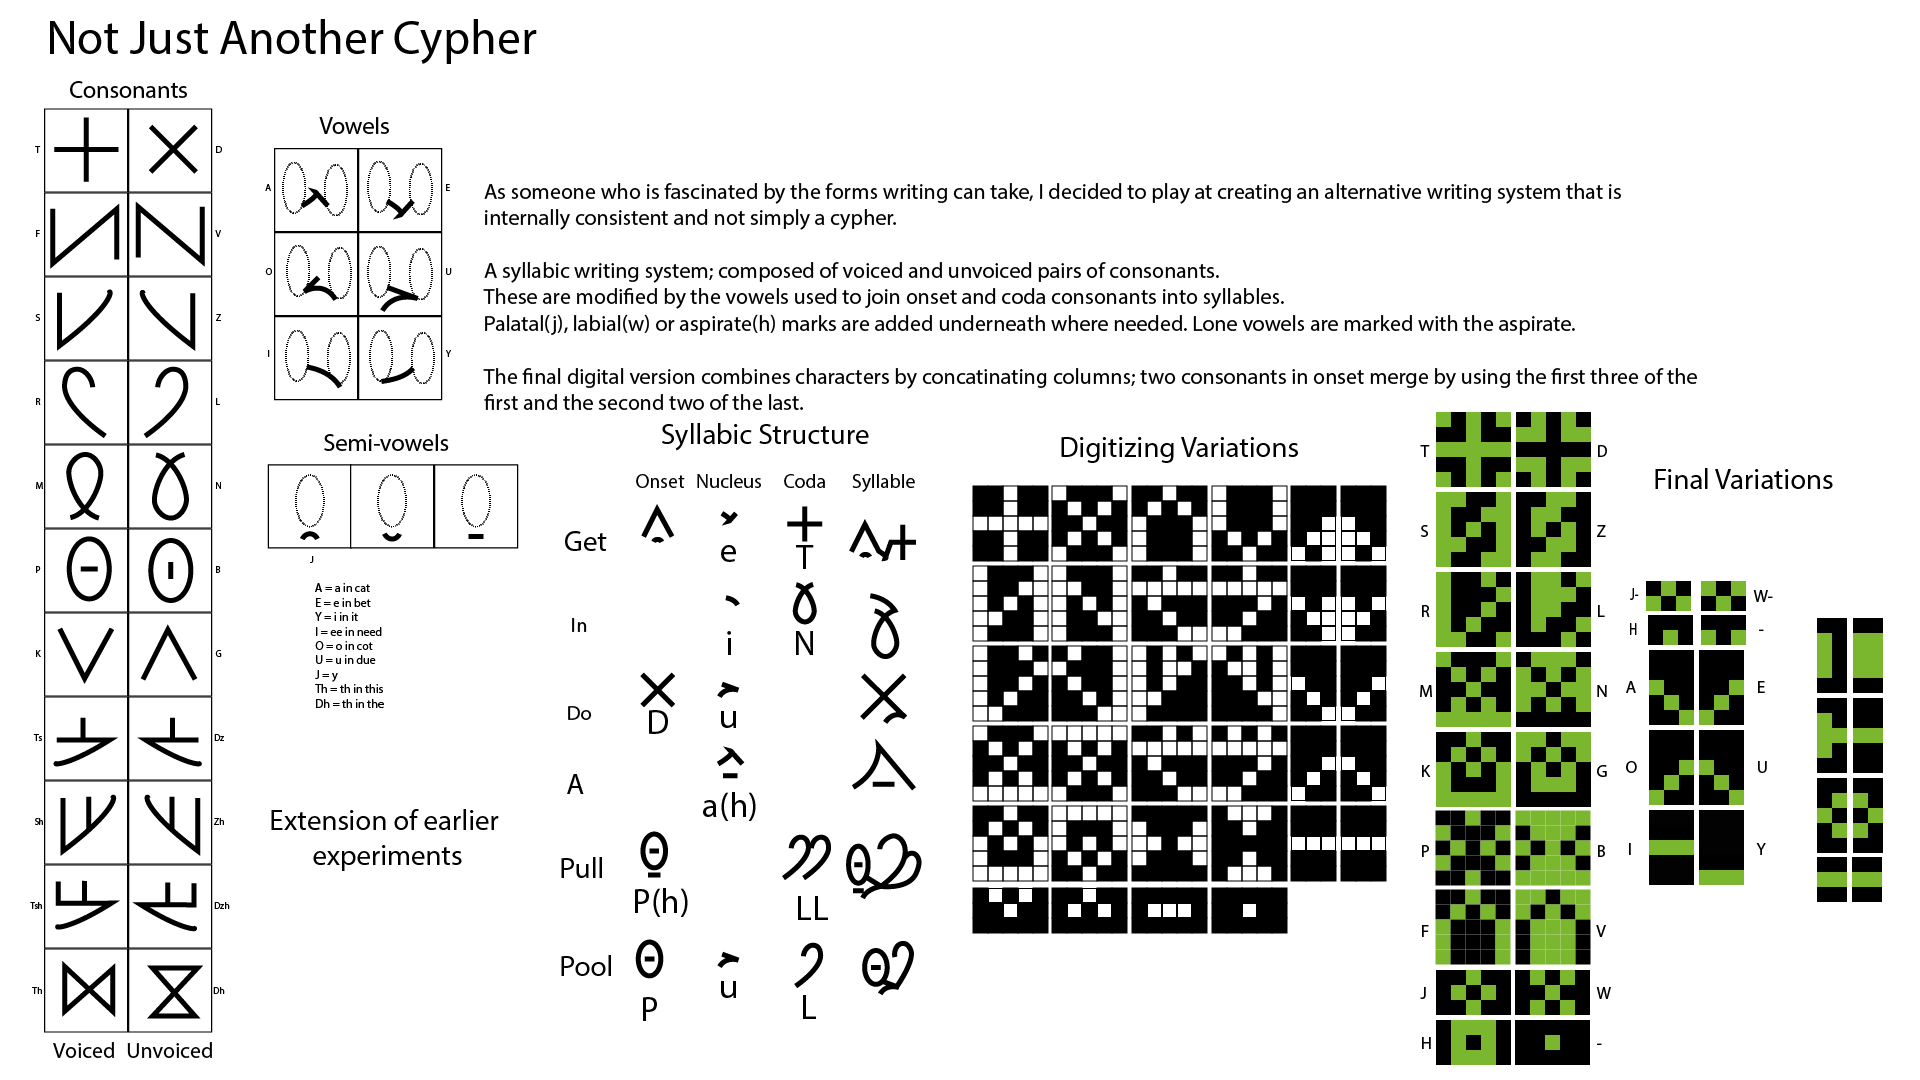 Not Just Another Cypher
Consonants
T D
F V
S Z
R L
M N
P B
K G
Ts Dz
Sh Zh
Tsh Dzh
Th Dh
Voiced Unvoiced
Vowels
A E
O U
I Y
Semi-vowels
J
A = a in cat
E = e in bet
Y = i in it
I = ee in need
O = o in cot
U = u in due
J = y
Th = th in this
Dh = th in the
Extension of earlier
experiments
As someone who is fascinated by the forms writing can take, I decided to play at creating an alternative writing system that is
internally consistent and not simply a cypher.
A syllabic writing system; composed of voiced and unvoiced pairs of consonants.
These are modified by the vowels used to join onset and coda consonants into syllables.
Palatal(j), labial(w) or aspirate(h) marks are added underneath where needed. Lone vowels are marked with the aspirate.
The final digital version combines characters by concatinating columns; two consonants in onset merge by using the first three of the
first and the second two of the last.
Syllabic Structure
Onset Nucleus Coda Syllable
Get
e T
In
i N
Do
D u
A
a(h)
Pull
P(h) LL
Pool
P u L
Digitizing Variations
T D
S Z
R L
M N
K G
P B
F V
J W
H -
Final Variations
J- W-
H -
A E
O U
I Y